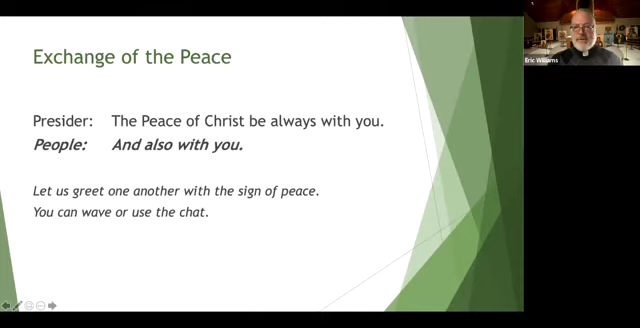 Exchange of the Peace
Eric Williams
Presider: The Peace of Christ be always with you.
People: And also with you.
Let us greet one another with the sign of peace.
You can wave or use the chat.